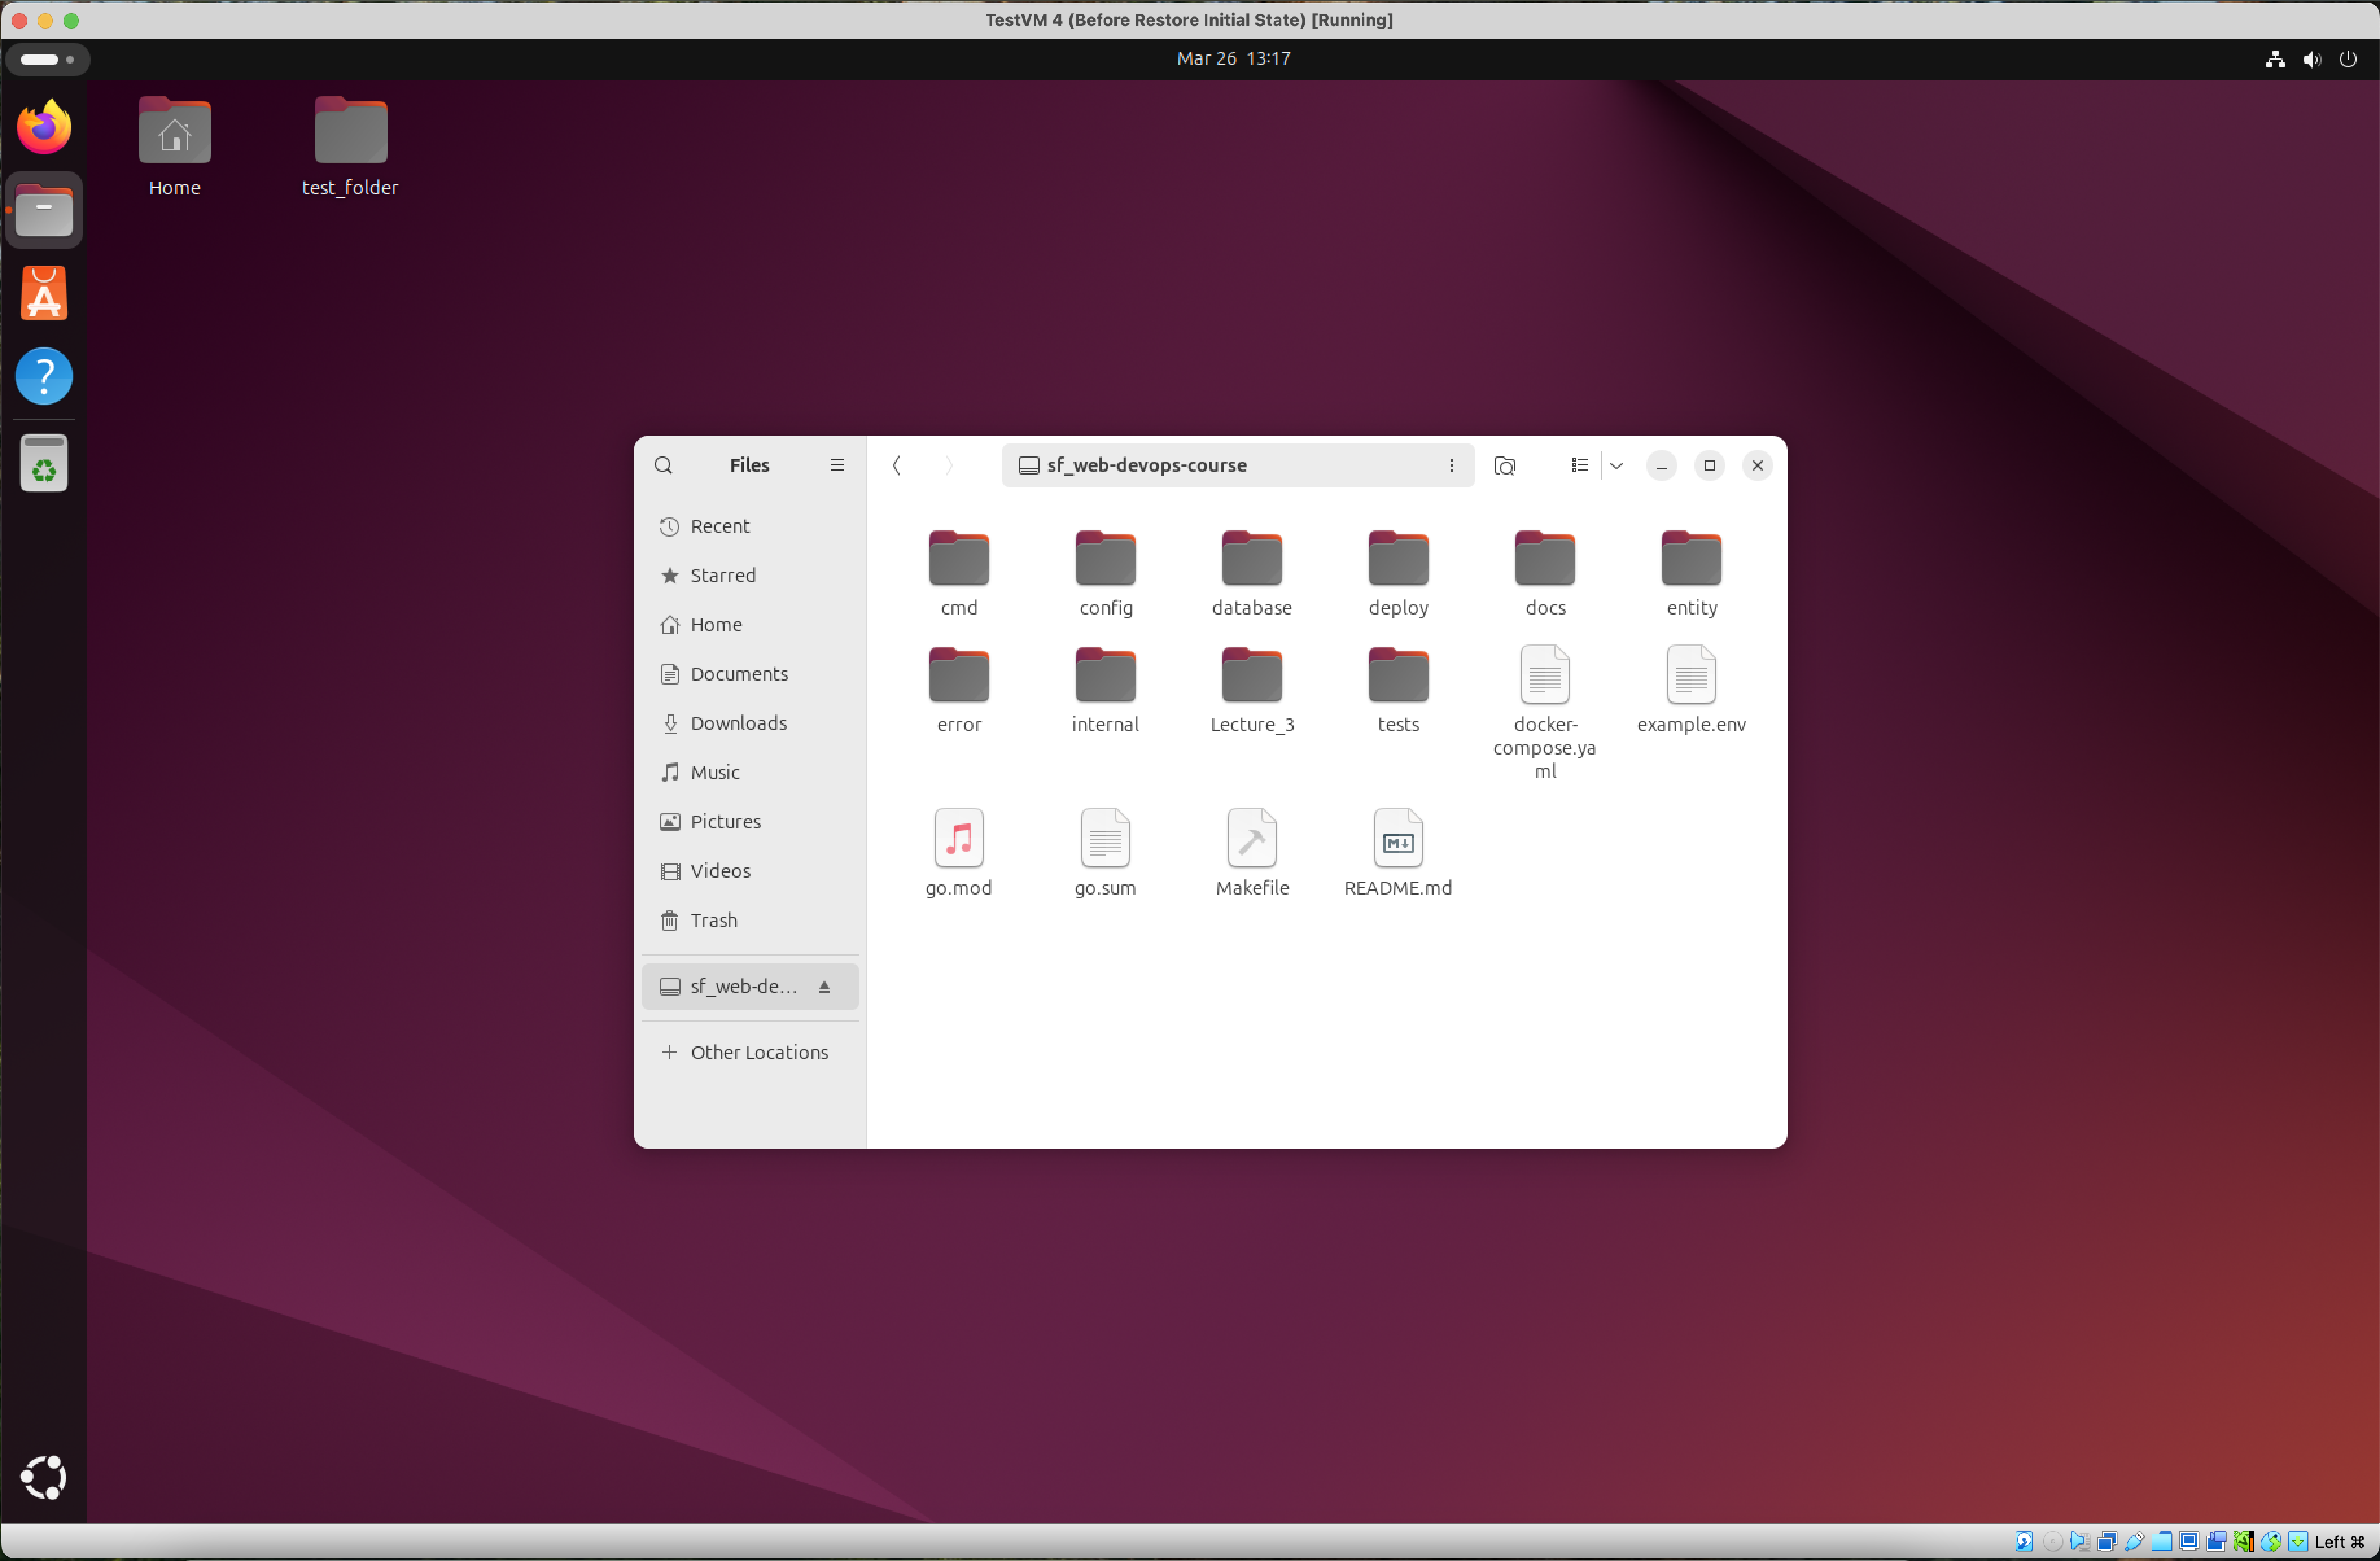 TestVM 4 (Before Restore Initial State) [Running]
Mar 26 13:17
Home
test_folder
Files
sf_web-devops-course
Recent
Starred
Home
Documents
Downloads
Music
Pictures
Videos
Trash
sf_web-de...
Other Locations
cmd
config
database
deploy
docs
entity
error
internal
Lecture_3
tests
docker-
compose.ya
ml
example.env
go.mod
go.sum
Makefile
README.md
Left ⌘